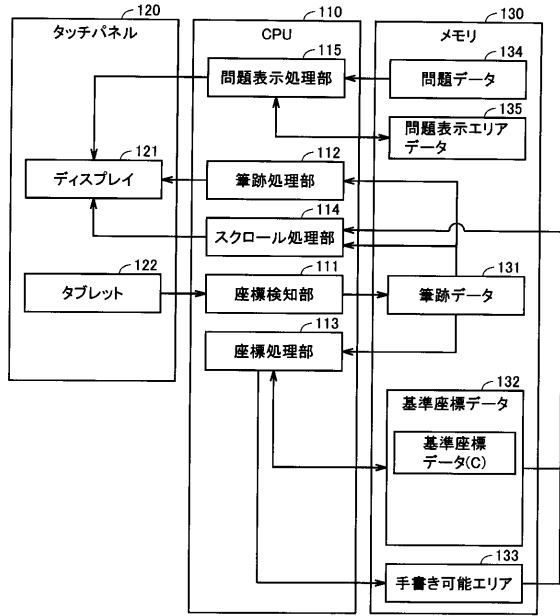 120
タッチパネル
110
CPU
130
メモリ
115
問題表示処理部
134
問題データ
135
問題表示エリア
データ
121
ディスプレイ
112
筆跡処理部
114
スクロール処理部
122
タブレット
111
座標検知部
131
筆跡データ
113
座標処理部
132
基準座標データ
基準座標
データ(C)
133
手書き可能エリア